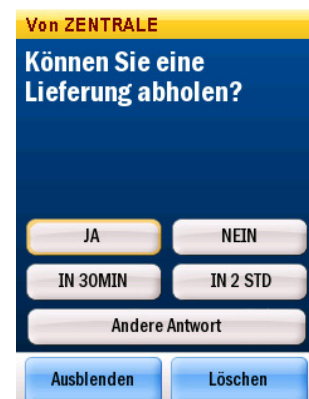 Von ZENTRALE
Können Sie eine
Lieferung abholen?
JA NEIN
IN 30MIN IN 2 STD
Andere Antwort
Ausblenden Löschen